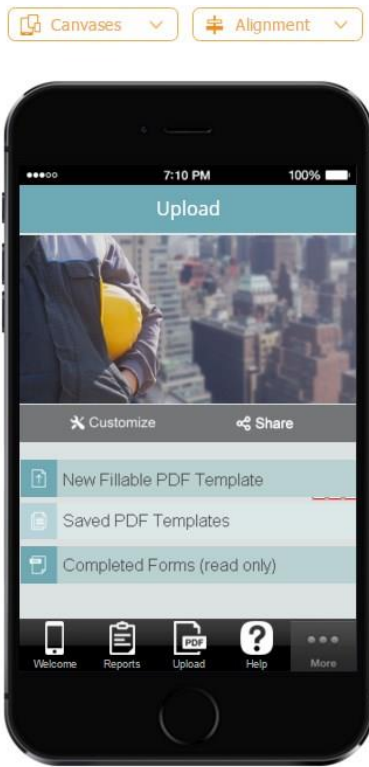 Canvases Alignment
7:10 PM 100%
Upload
Customize Share
New Fillable PDF Template
Saved PDF Templates
Completed Forms (read only)
PDF
Welcome Reports Upload Help More